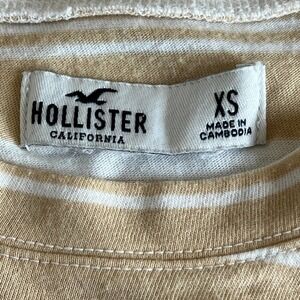 HOLLISTER
CALIFORNIA
XS
MADE IN
CAMBODIA